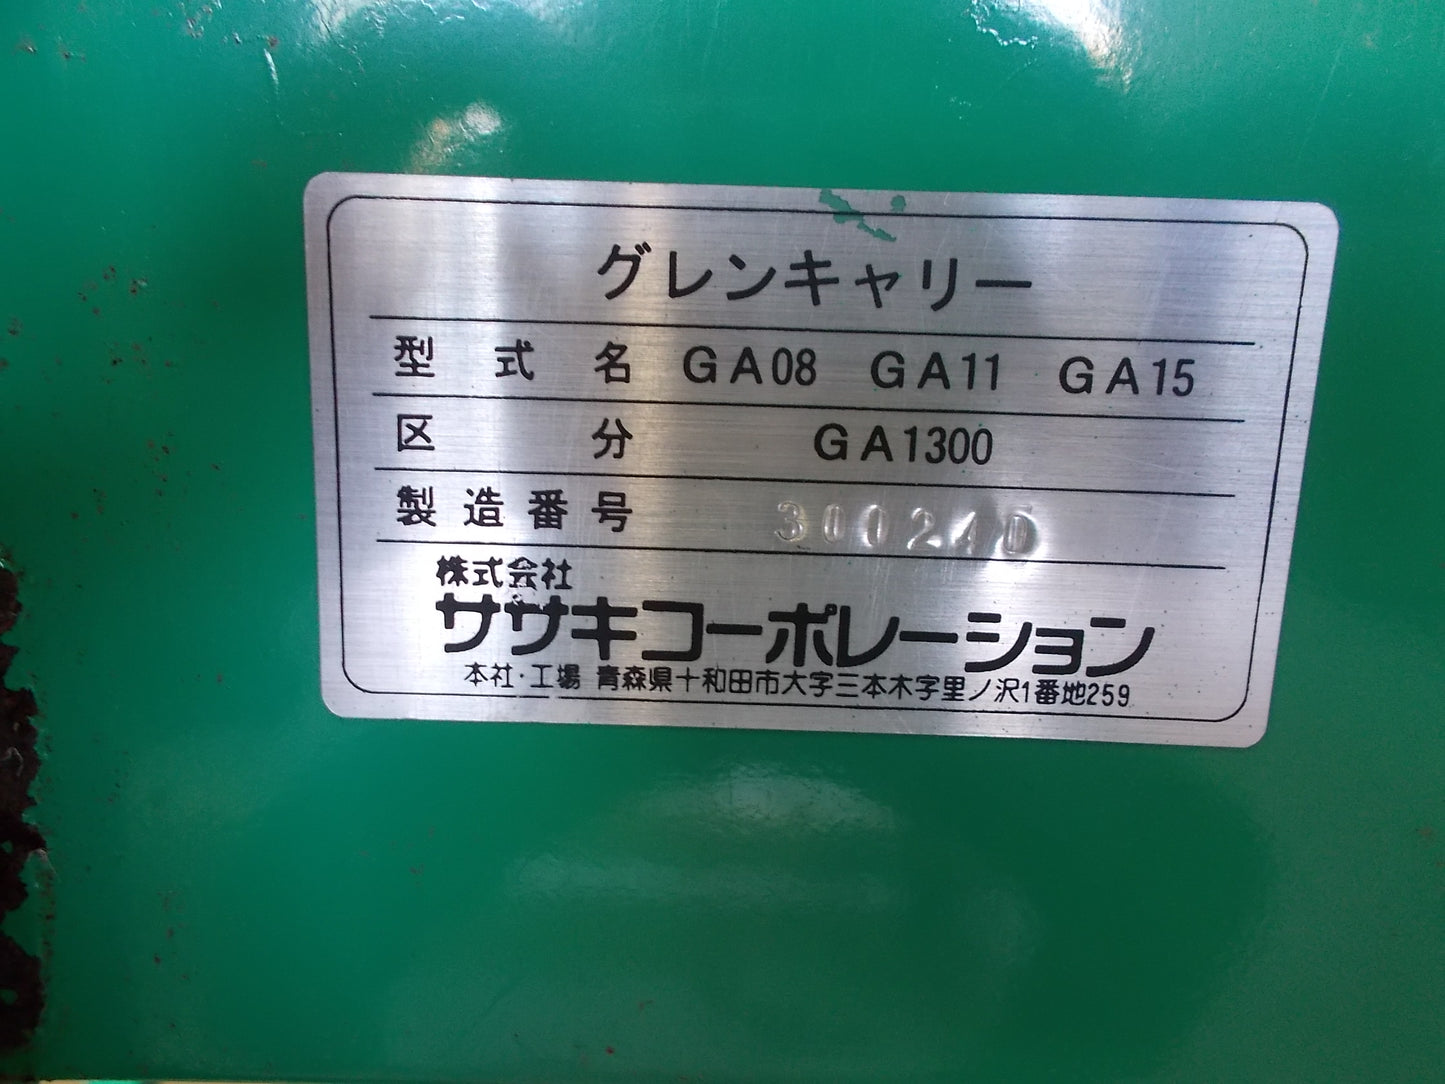 グレンキャリー
型式名 GA08 GA11 GA15
区分 GA1300
製造番号
株式会社
ササキコーポレーション
本社・工場 青森県十和田市大字三本木字里ノ沢1番地259